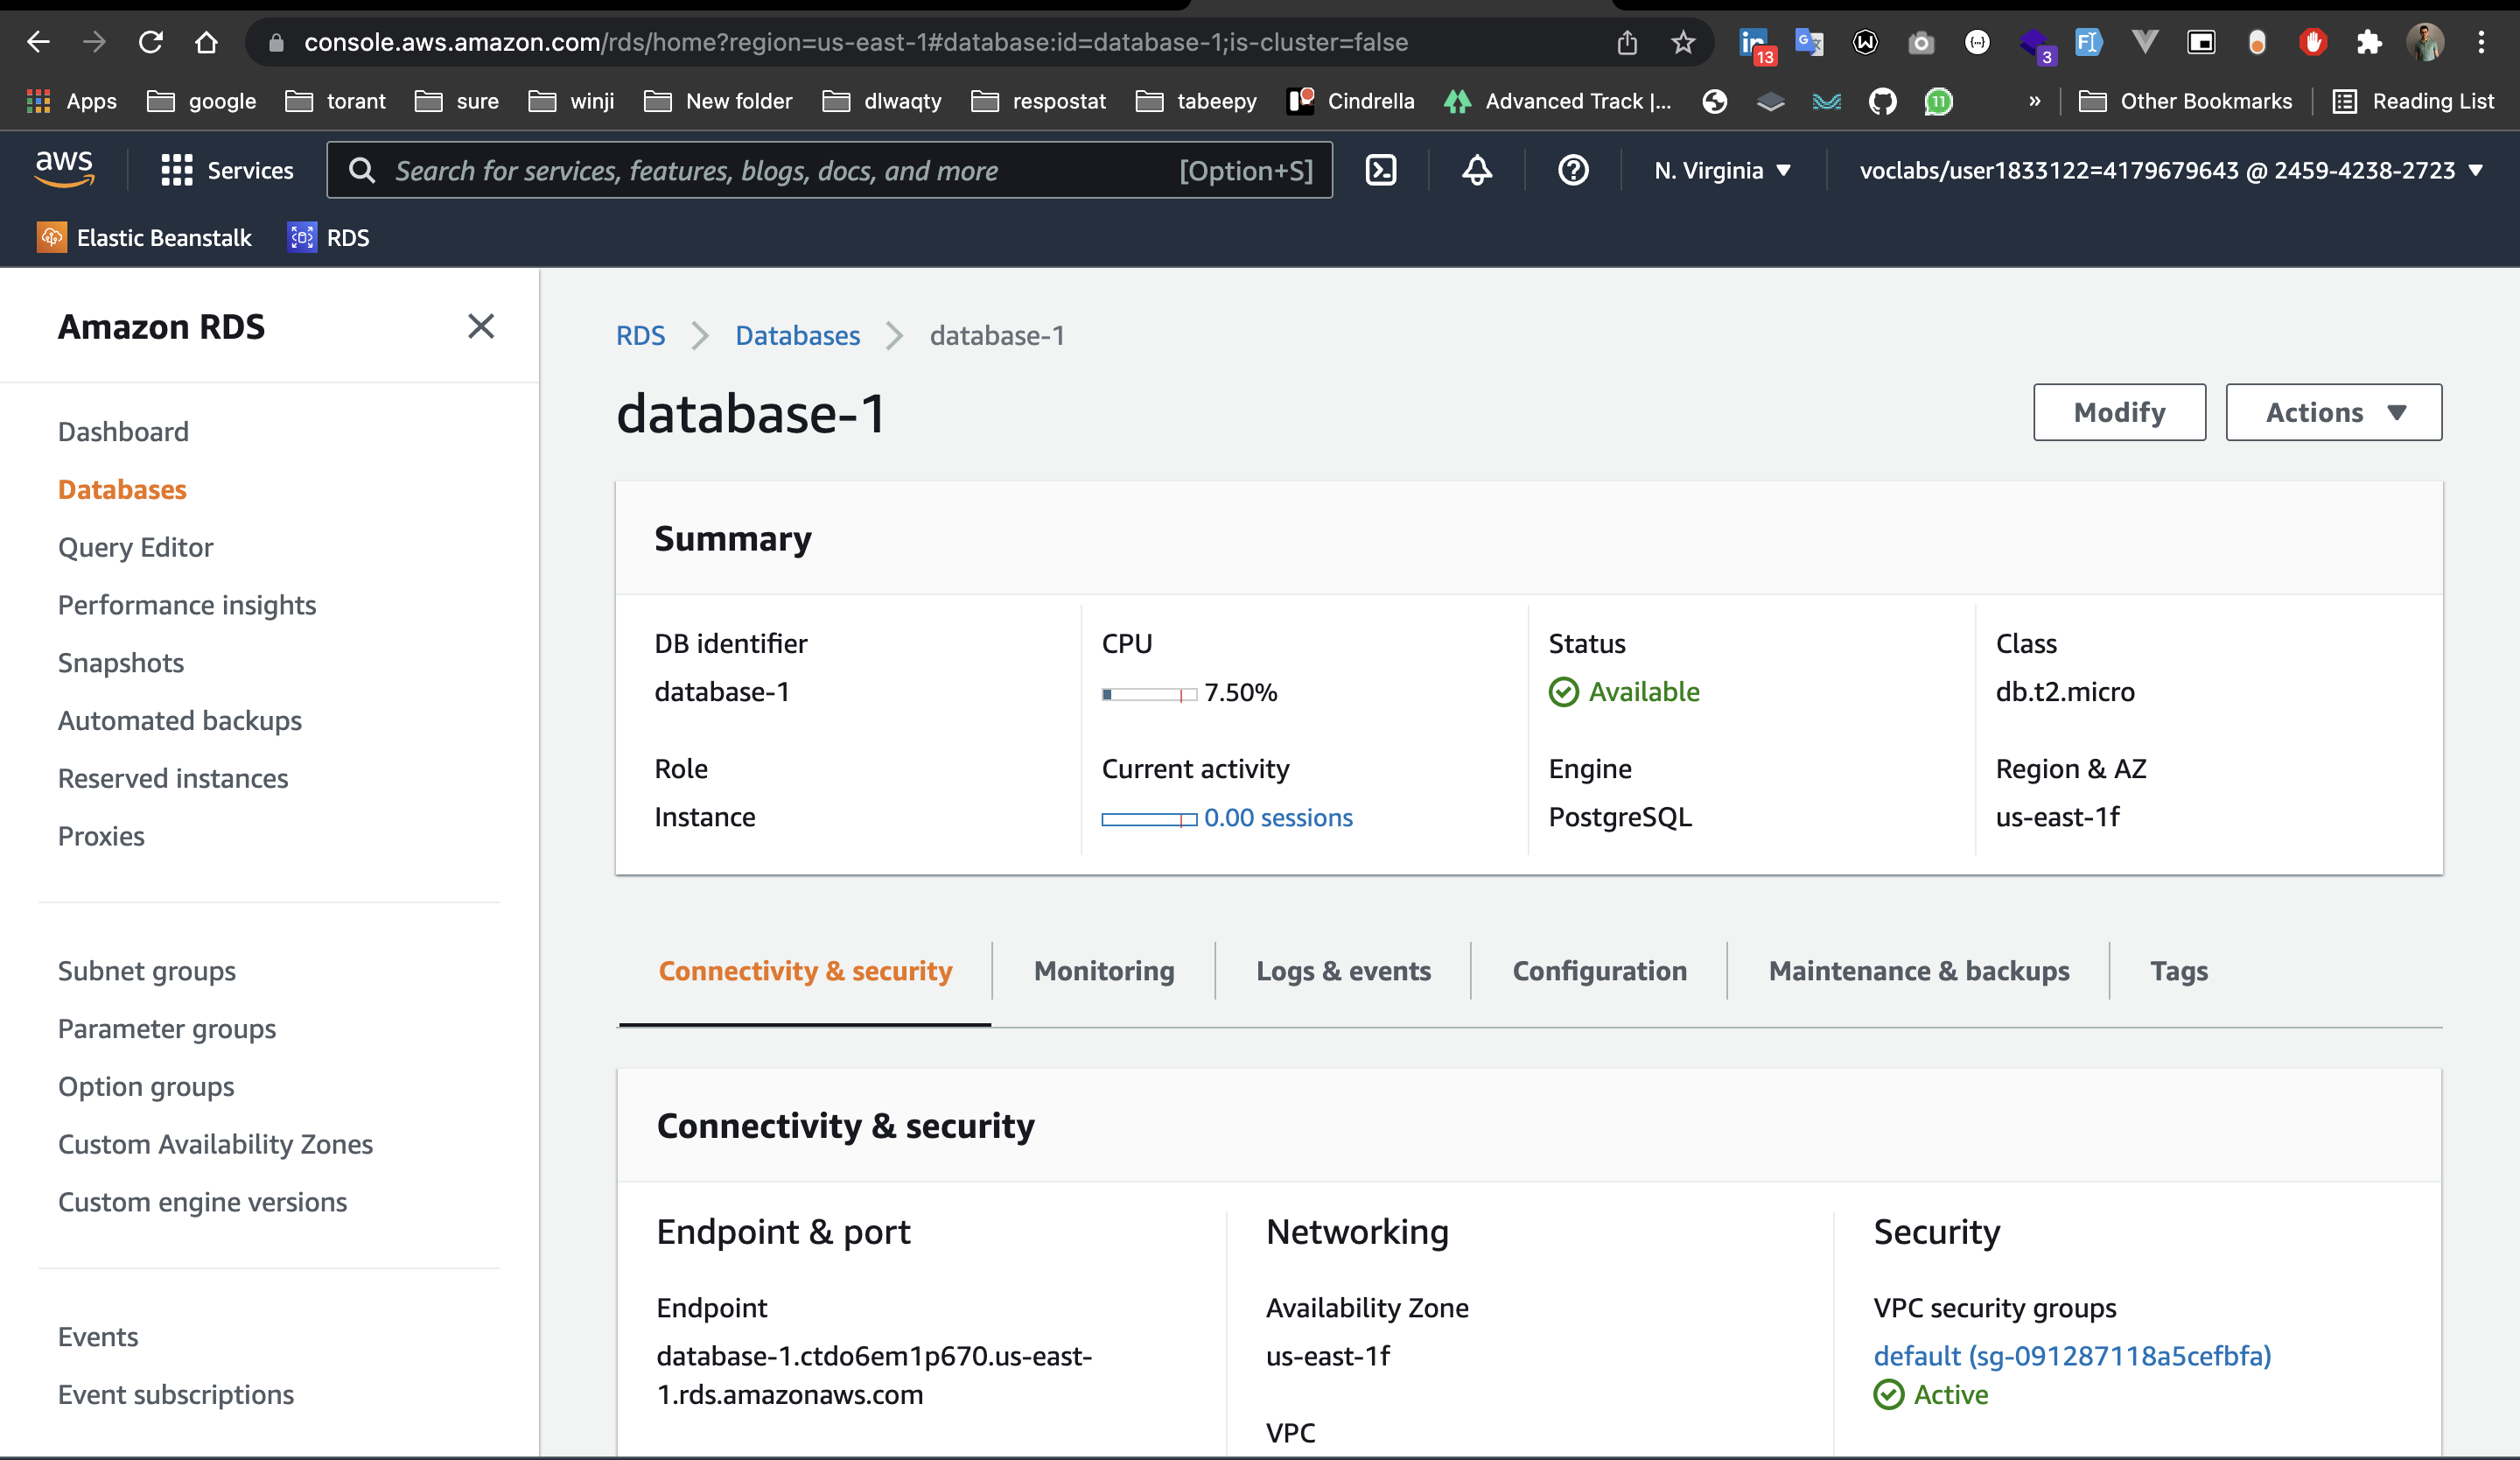 console.aws.amazon.com/rds/home?region=us-east-1#database:id=database-1;is-cluster=false
13
3
Apps google torant sure winji New folder dlwaqty respostat tabeepy Cindrella Advanced Track |... 11 » Other Bookmarks Reading List
aws Services Search for services, features, blogs, docs, and more [Option+S] N. Virginia ▼ voclabs/user1833122=4179679643 @ 2459-4238-2723 ▼
Elastic Beanstalk RDS
Amazon RDS
Dashboard
Databases
Query Editor
Performance insights
Snapshots
Automated backups
Reserved instances
Proxies
Subnet groups
Parameter groups
Option groups
Custom Availability Zones
Custom engine versions
Events
Event subscriptions
RDS > Databases > database-1
database-1
Modify Actions ▼
Summary
DB identifier
database-1
CPU
7.50%
Status
Available
Class
db.t2.micro
Role
Instance
Current activity
0.00 sessions
Engine
PostgreSQL
Region & AZ
us-east-1f
Connectivity & security Monitoring Logs & events Configuration Maintenance & backups Tags
Connectivity & security
Endpoint & port
Endpoint
database-1.ctdo6em1p670.us-east-
1.rds.amazonaws.com
Networking
Availability Zone
us-east-1f
VPC
Security
VPC security groups
default (sg-091287118a5cefbfa)
Active